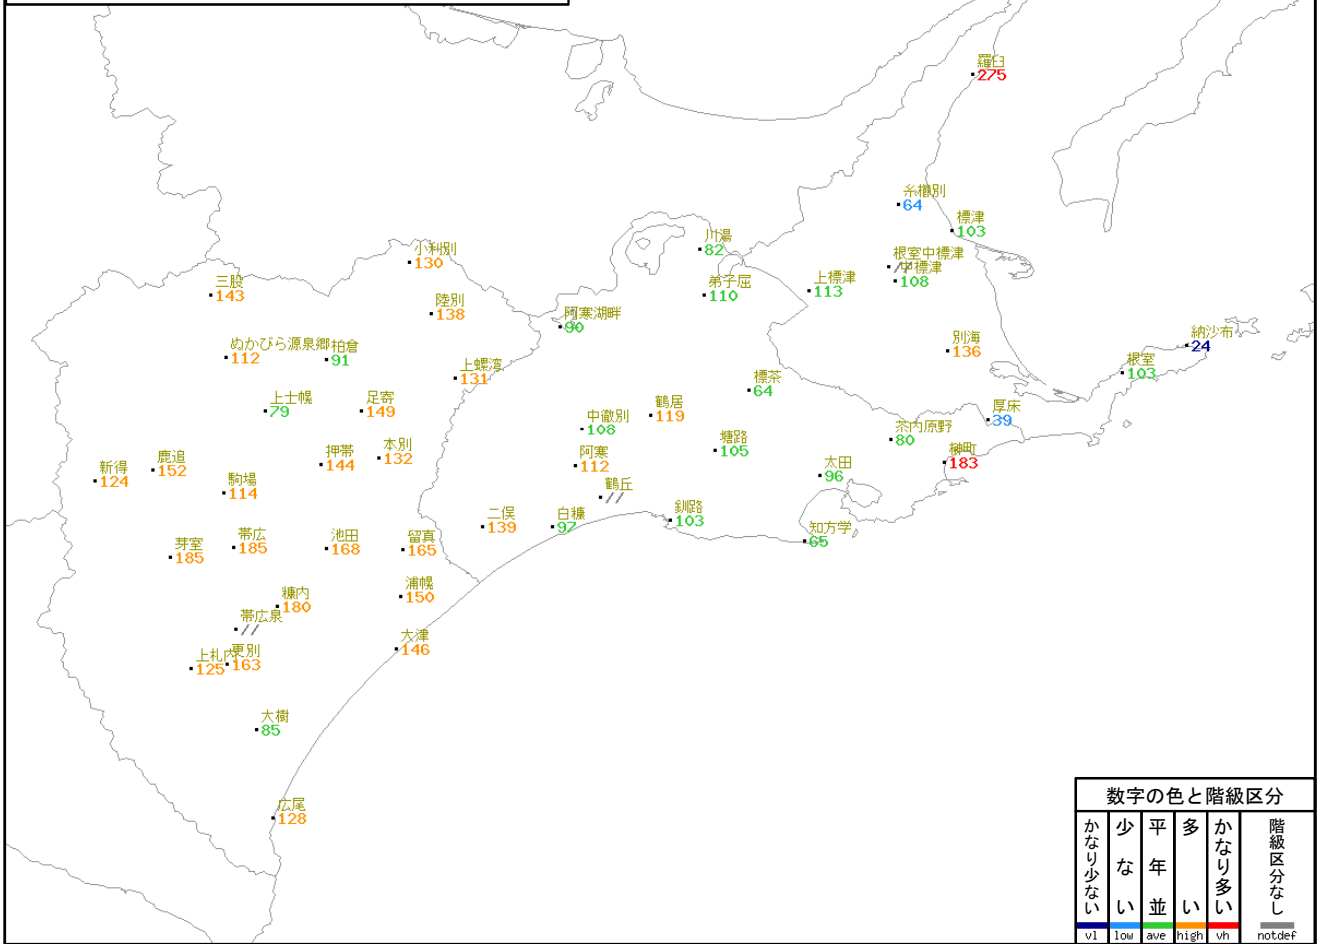 羅臼
275
糸櫛別
64
標津
103
根室中標津
//
中標津
108
川湯
82
小利別
130
三股
143
弟子屈
110
上標津
113
陸別
138
阿寒湖畔
90
納沙布
24
別海
136
ぬかびら源泉郷
112
柏倉
91
根室
103
上螺湾
131
標茶
64
上士幌
79
足寄
149
鶴居
119
厚床
39
中徹別
108
茶内原野
80
塘路
105
榊町
183
本別
132
押帯
144
鹿追
152
新得
124
阿寒
112
太田
96
駒場
114
鶴丘
//
二俣
139
白糠
97
釧路
103
知方学
65
芽室
185
帯広
185
池田
168
留真
165
浦幌
150
糠内
180
帯広泉
//
大津
146
上札内
125
更別
163
大樹
85
広尾
128
数字の色と階級区分
かなり少ない
少ない
平年並
多い
かなり多い
階級区分なし
vl
low
ave
high
vh
notdef